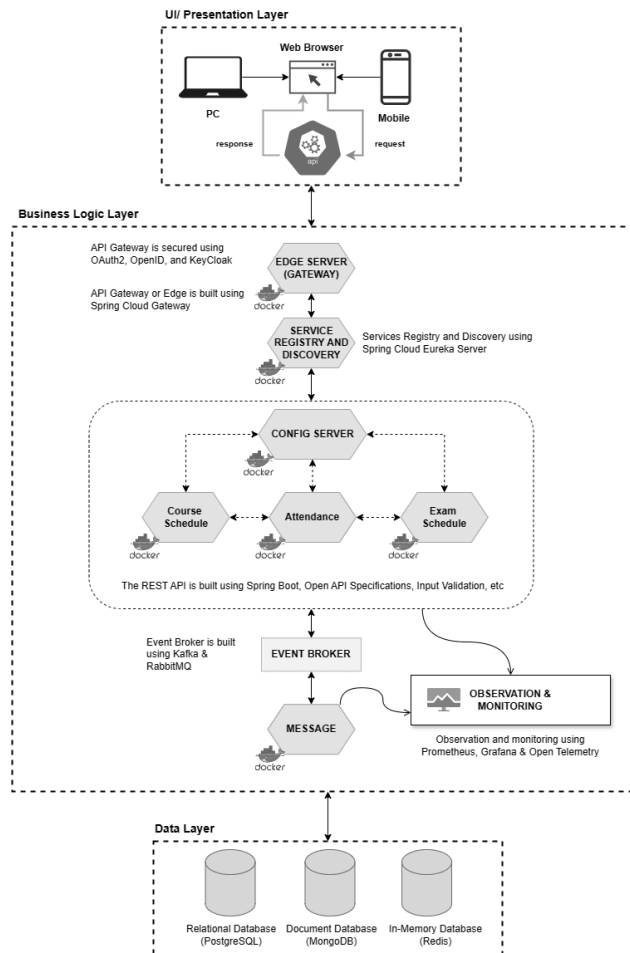 UI/ Presentation Layer
Web Browser
PC
Mobile
response
request
api
Business Logic Layer
API Gateway is secured using
OAuth2, OpenID, and KeyCloak
EDGE SERVER
(GATEWAY)
docker
API Gateway or Edge is built using
Spring Cloud Gateway
SERVICE
REGISTRY AND
DISCOVERY
docker
Services Registry and Discovery using
Spring Cloud Eureka Server
CONFIG SERVER
docker
Course
Schedule
docker
Attendance
docker
Exam
Schedule
docker
The REST API is built using Spring Boot, Open API Specifications, Input Validation, etc
Event Broker is built
using Kafka &
RabbitMQ
EVENT BROKER
OBSERVATION &
MONITORING
MESSAGE
docker
Observation and monitoring using
Prometheus, Grafana & Open Telemetry
Data Layer
Relational Database
(PostgreSQL)
Document Database
(MongoDB)
In-Memory Database
(Redis)